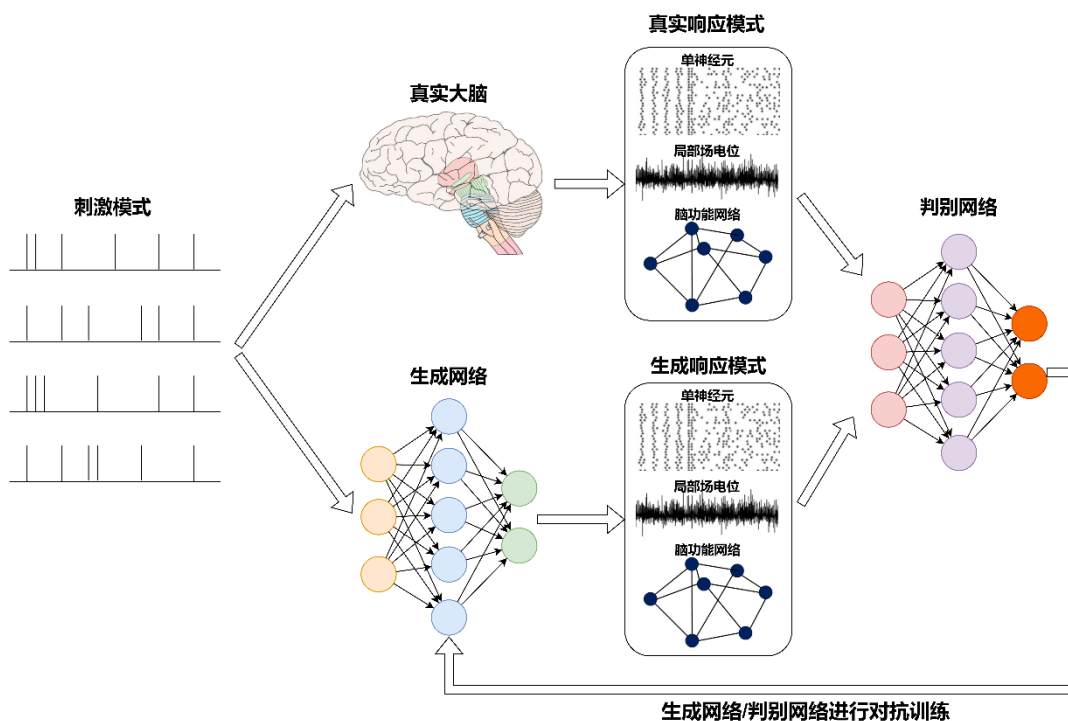 真实响应模式
单神经元
真实大脑
局部场电位
刺激模式
判别网络
脑功能网络
生成网络
生成响应模式
单神经元
局部场电位
脑功能网络
生成网络/判别网络进行对抗训练